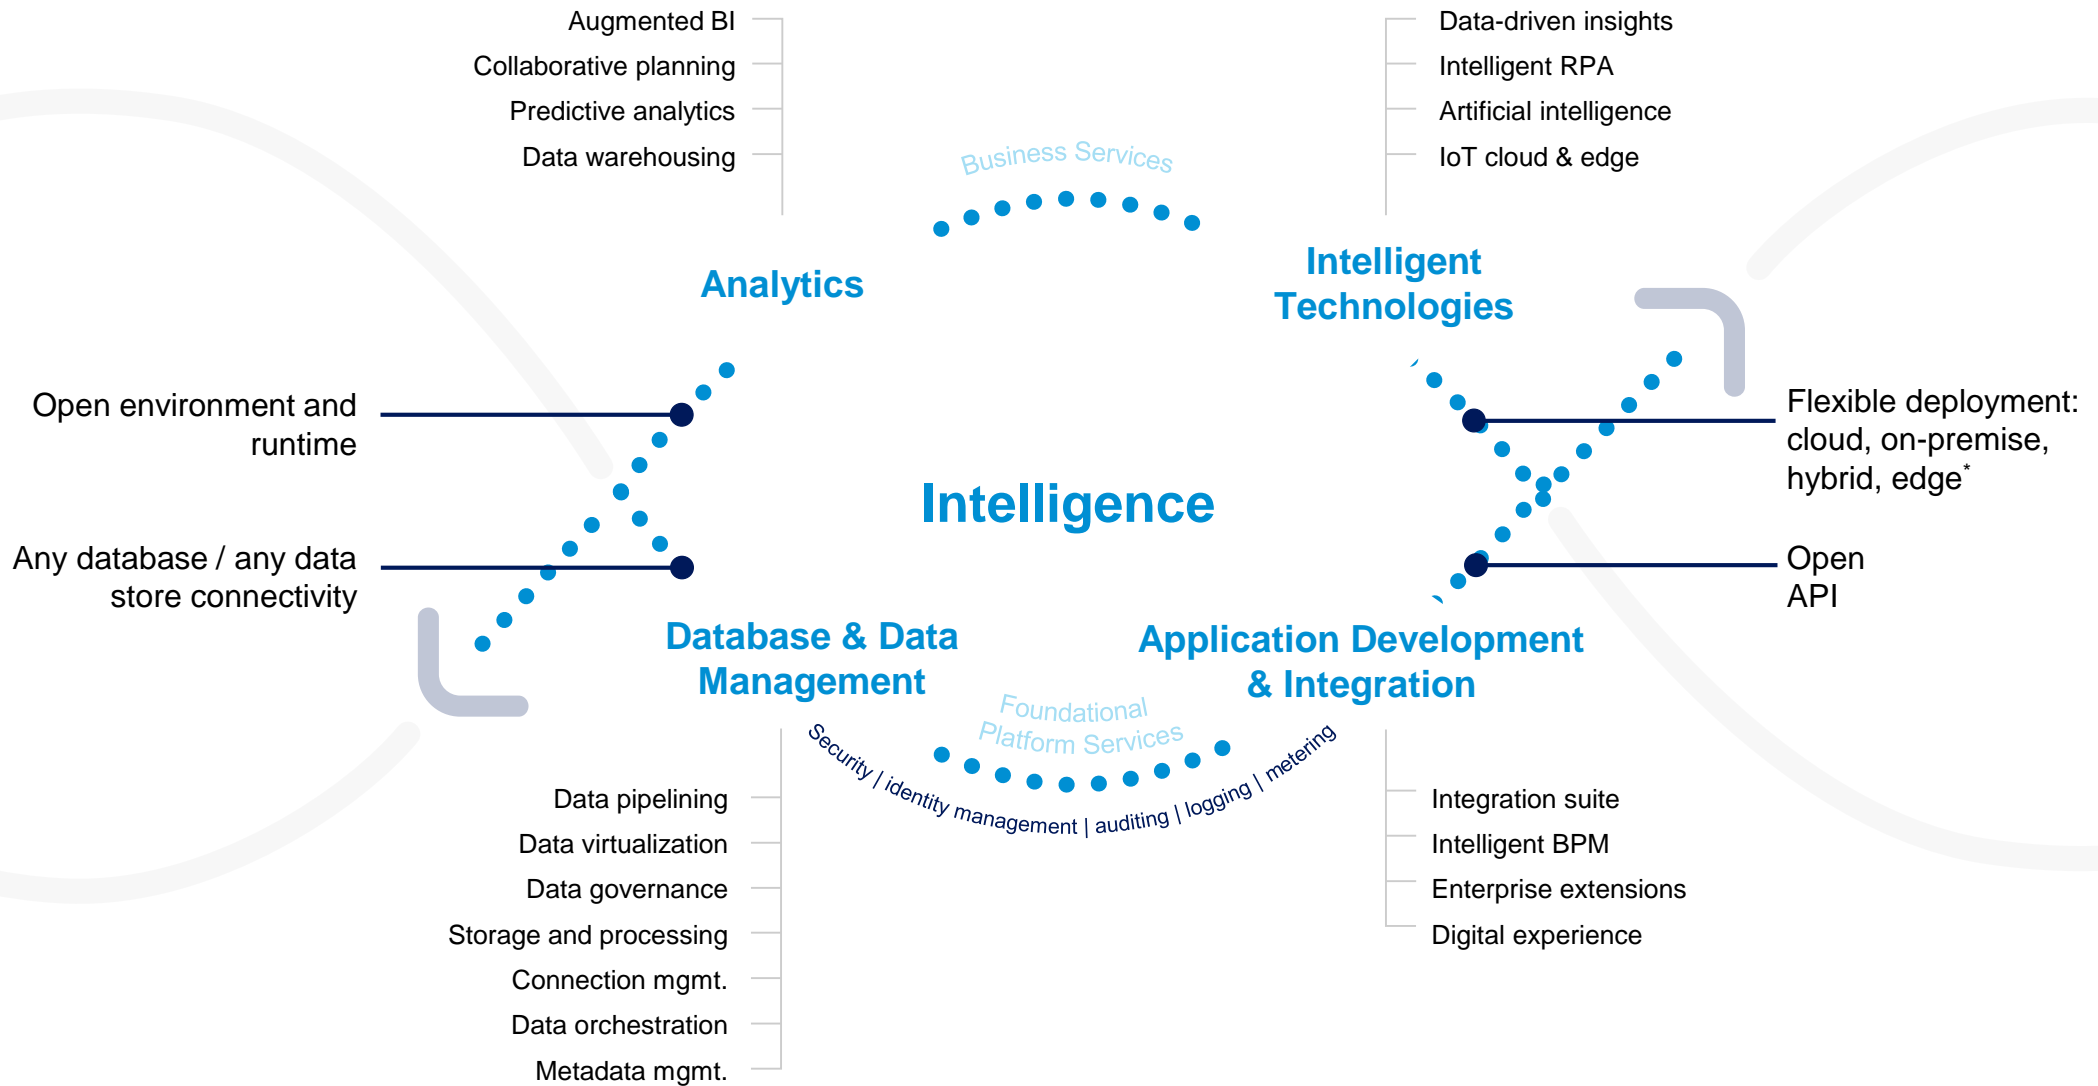 Augmented BI
Collaborative planning
Predictive analytics
Data warehousing
Data-driven insights
Intelligent RPA
Artificial intelligence
IoT cloud & edge
Business Services
Analytics
Intelligent
Technologies
Open environment and
runtime
Flexible deployment:
cloud, on-premise,
hybrid, edge*
Intelligence
Any database / any data
store connectivity
Open
API
Database & Data
Management
Application Development
& Integration
Foundational
Platform Services
Security | identity management | auditing | logging | metering
Data pipelining
Data virtualization
Data governance
Storage and processing
Connection mgmt.
Data orchestration
Metadata mgmt.
Integration suite
Intelligent BPM
Enterprise extensions
Digital experience